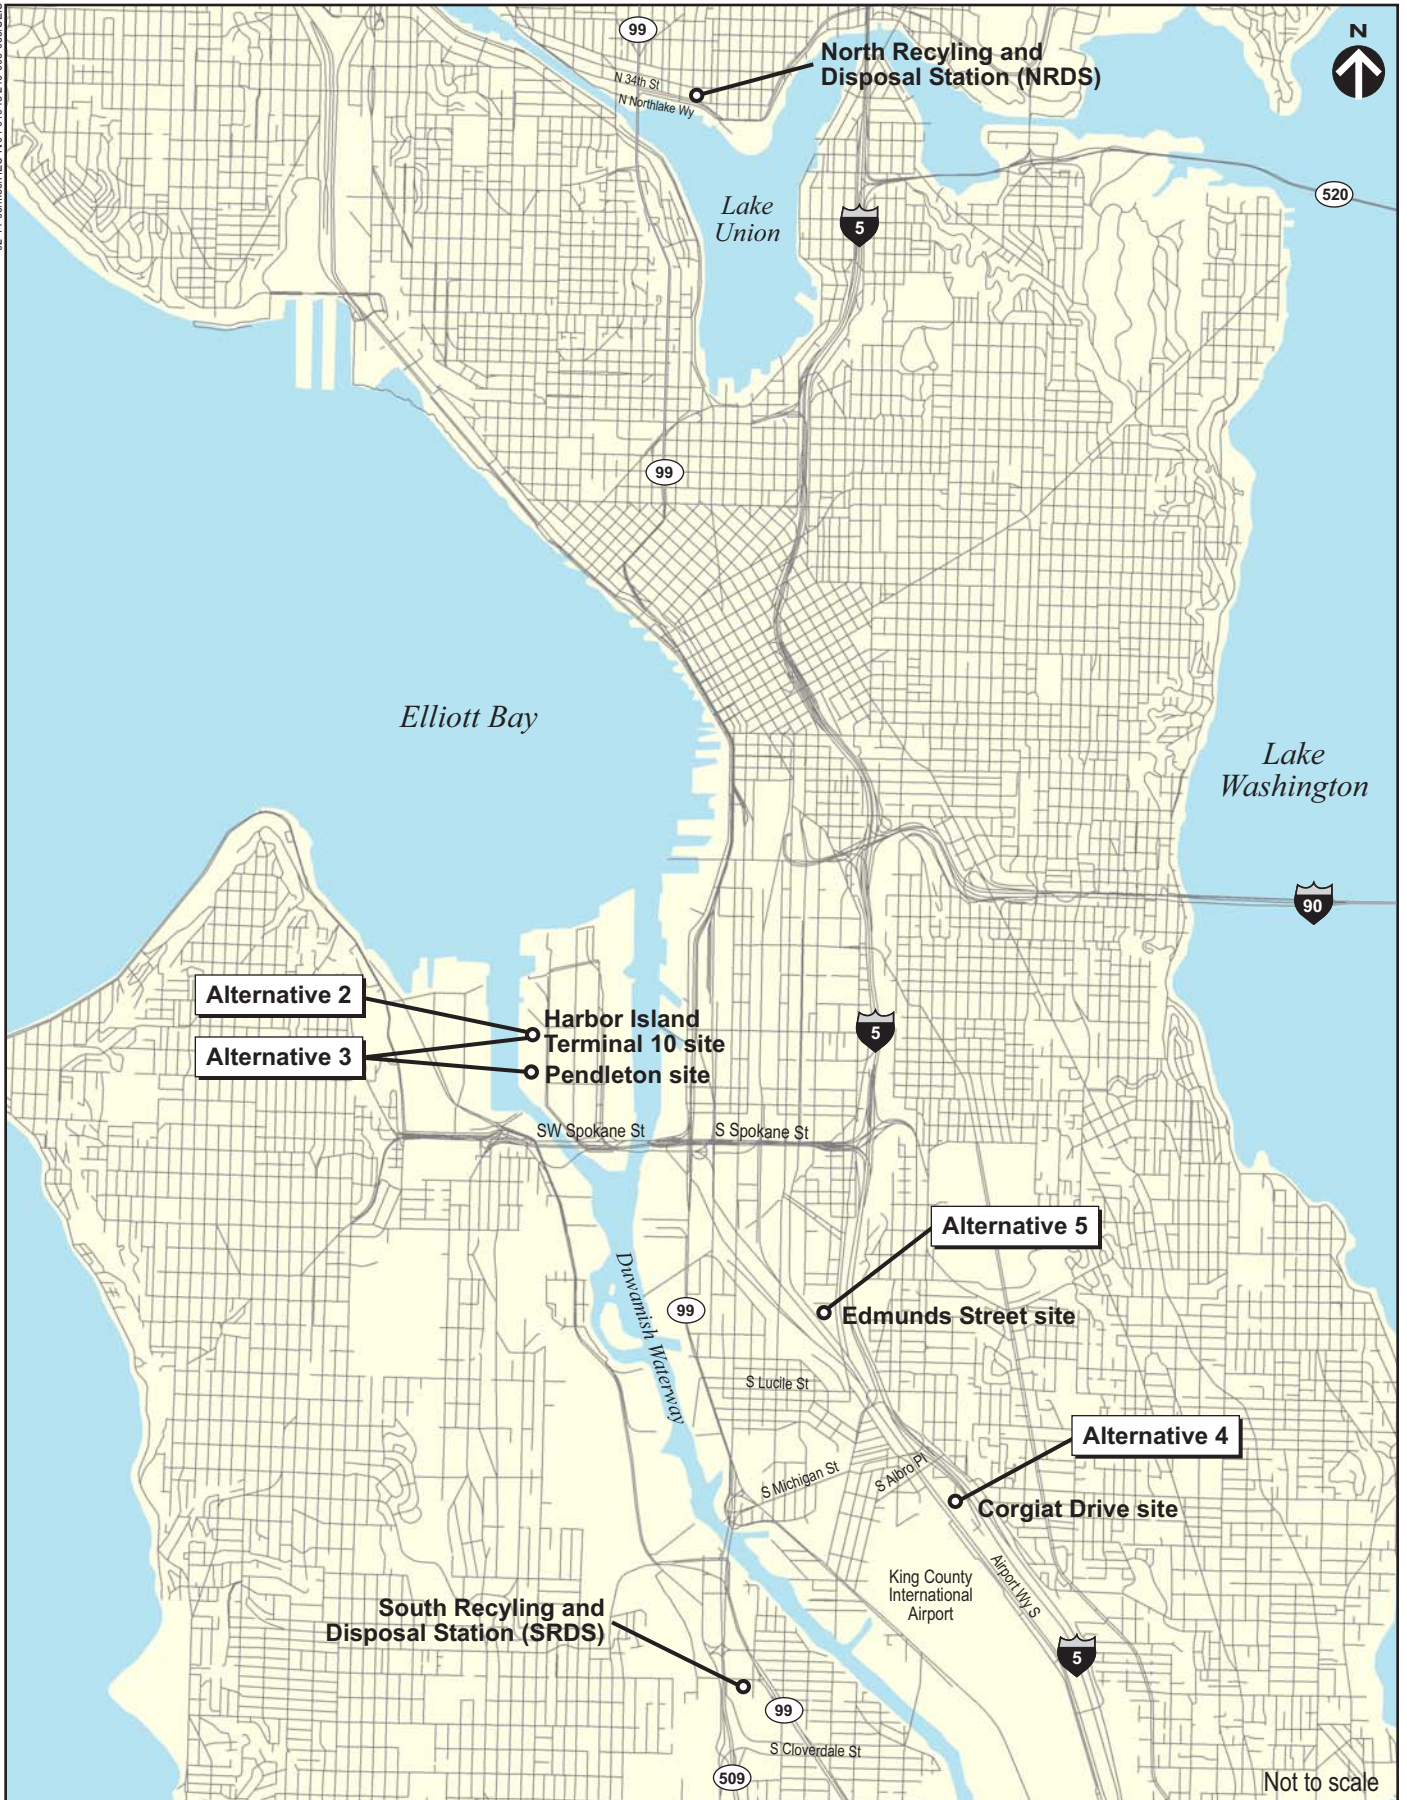 99
North Recyling and
Disposal Station (NRDS)
N
N 34th St
N Northlake Wy
520
Lake
Union
5
99
Elliott Bay
Lake
Washington
90
Alternative 2
Harbor Island
Terminal 10 site
Alternative 3
Pendleton site
5
SW Spokane St
S Spokane St
Alternative 5
Duwamish Waterway
99
Edmunds Street site
S Lucile St
Alternative 4
S Michigan St
S Albro Pl
Corgiat Drive site
King County
International
Airport
Airport Wy S
South Recyling and
Disposal Station (SRDS)
5
99
S Cloverdale St
509
Not to scale